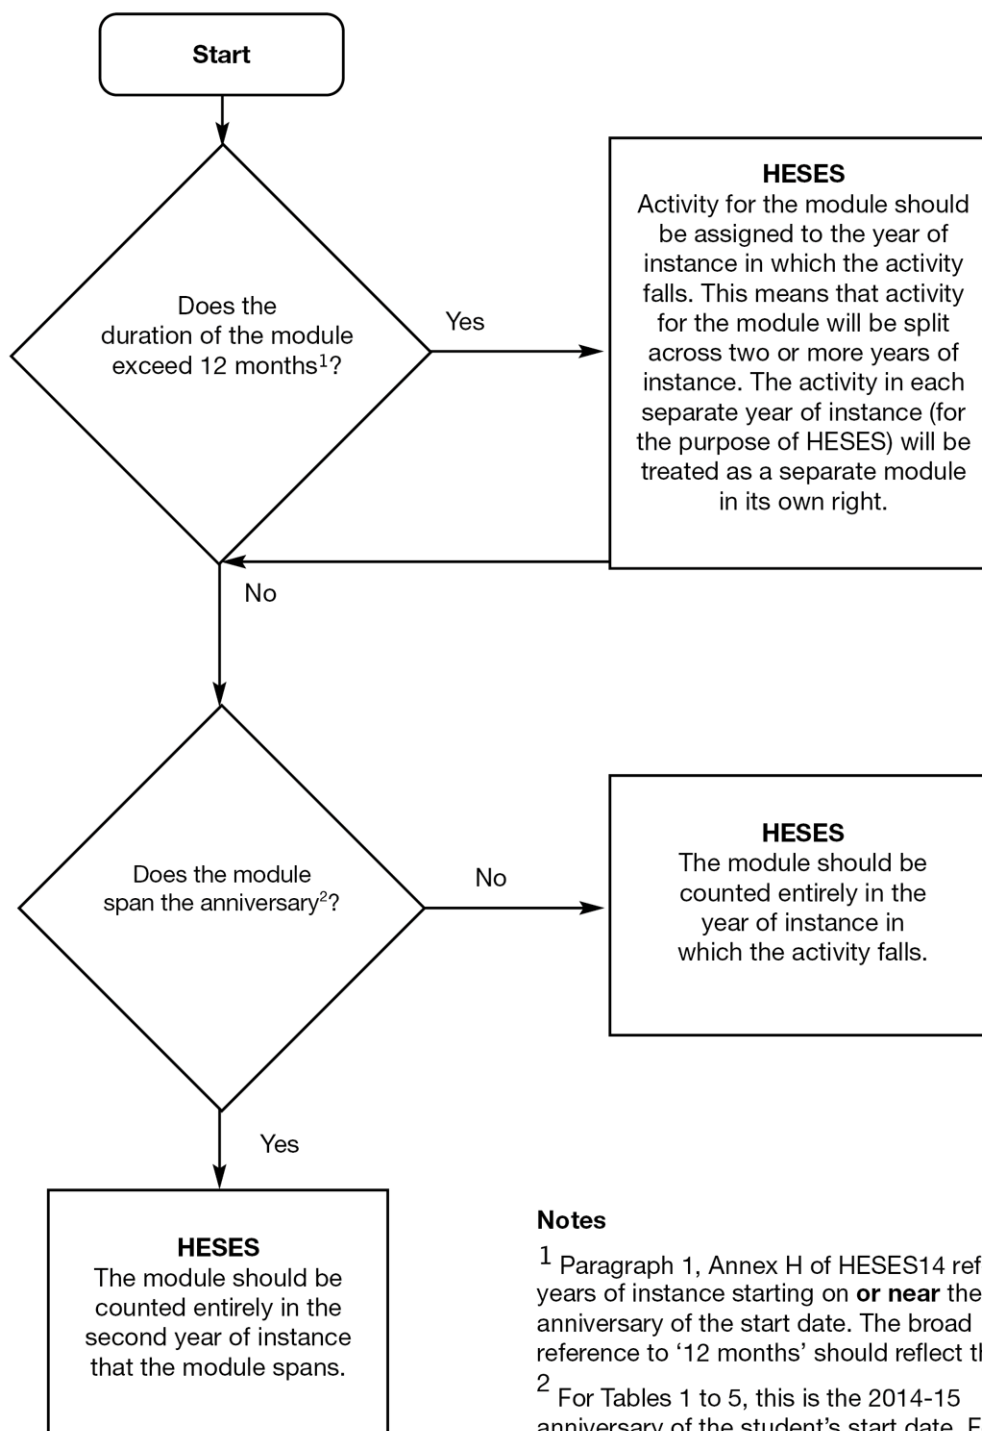 Start
Does the
duration of the module
exceed 12 months¹?
Yes
HESES
Activity for the module should
be assigned to the year of
instance in which the activity
falls. This means that activity
for the module will be split
across two or more years of
instance. The activity in each
separate year of instance (for
the purpose of HESES) will be
treated as a separate module
in its own right.
No
Does the module
span the anniversary²?
No
HESES
The module should be
counted entirely in the
year of instance in
which the activity falls.
Yes
HESES
The module should be
counted entirely in the
second year of instance
that the module spans.
Notes
¹ Paragraph 1, Annex H of HESES14
years of instance starting on or near the
anniversary of the start date. The broad
reference to ‘12 months’ should reflect
² For Tables 1 to 5, this is the 2014-15
anniversary of the student’s start date.